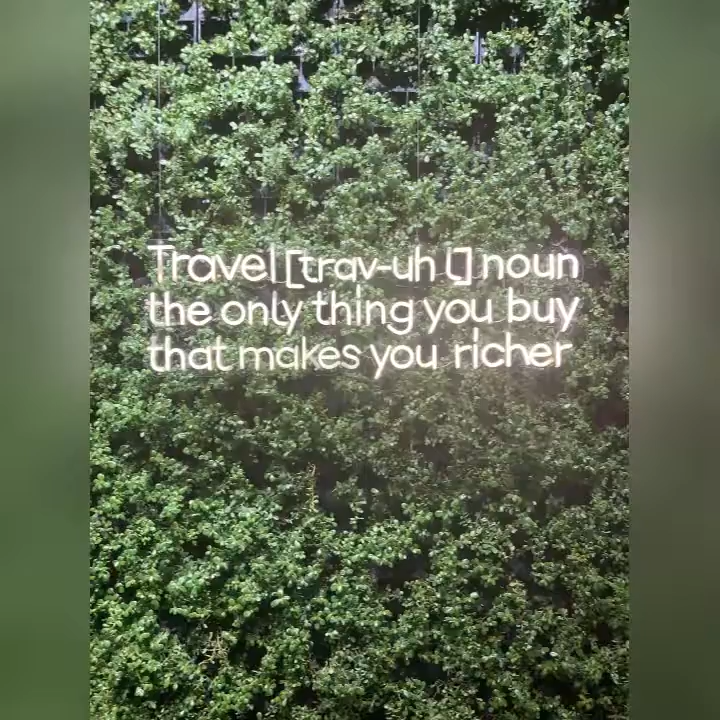 Travel [trav-uh l] noun
the only thing you buy
that makes you richer